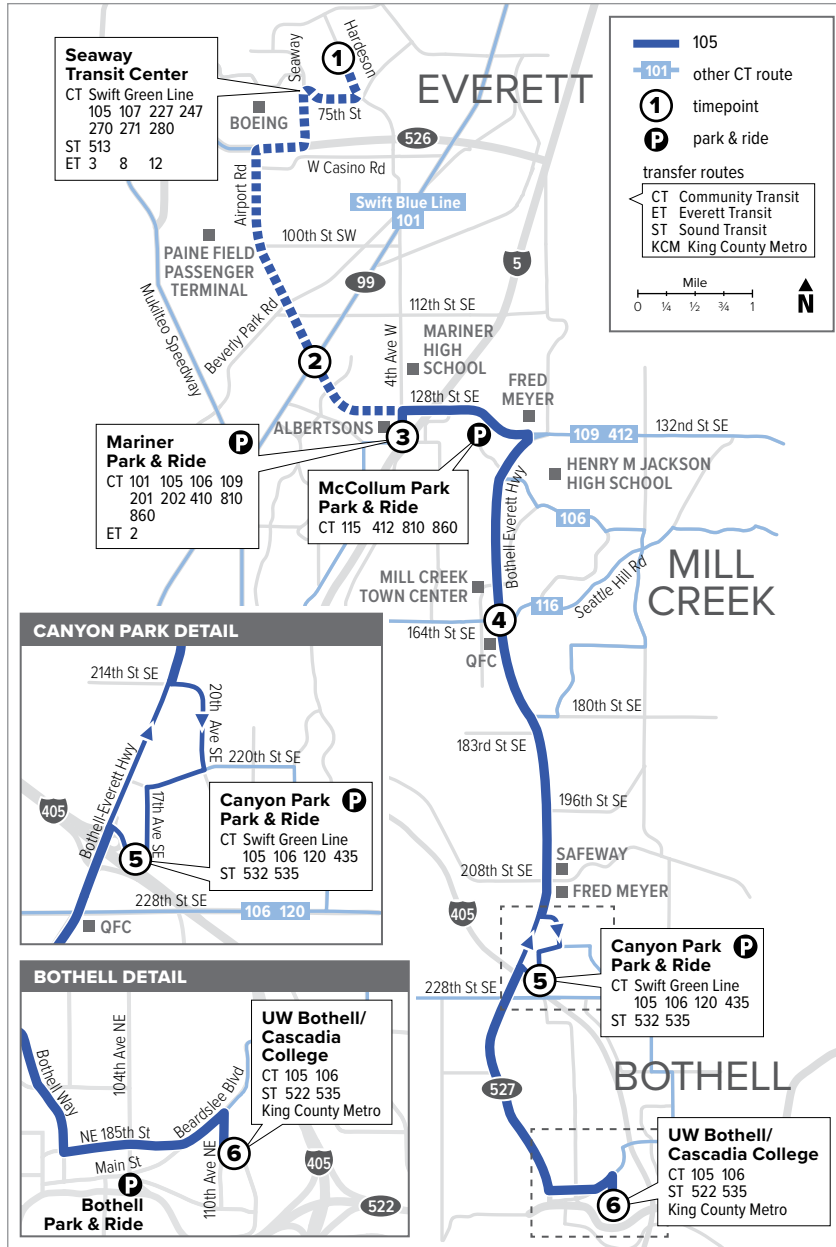 Seaway
Transit Center
CT Swift Green Line
105 107 227 247
270 271 280
ST 513
ET 3 8 12
Seaway
Hardeson
1
EVERETT
BOEING
75th St
526
W Casino Rd
Airport Rd
Swift Blue Line
101
100th St SW
PAINE FIELD
PASSENGER
TERMINAL
5
99
Mukilteo Speedway
Beverly Park Rd
112th St SE
2
4th Ave W
MARINER
HIGH
SCHOOL
128th St SE
FRED
MEYER
ALBERTSONS
3
P
109 412
132nd St SE
Mariner
Park & Ride
P
CT 101 105 106 109
201 202 410 810
860
ET 2
McCollum Park
Park & Ride
CT 115 412 810 860
HENRY M JACKSON
HIGH SCHOOL
Bothell Everett Hwy
106
MILL CREEK
TOWN CENTER
MILL
CREEK
Seattle Hill Rd
116
4
164th St SE
QFC
180th St SE
183rd St SE
196th St SE
SAFEWAY
208th St SE
FRED MEYER
405
Canyon Park
Park & Ride
P
CT Swift Green Line
105 106 120 435
ST 532 535
5
228th St SE
BOTHELL
527
UW Bothell/
Cascadia College
CT 105 106
ST 522 535
King County Metro
6
105
101
other CT route
1
timepoint
P
park & ride
transfer routes
CT Community Transit
ET Everett Transit
ST Sound Transit
KCM King County Metro
Mile
0 ¼ ½ ¾ 1
N
CANYON PARK DETAIL
214th St SE
20th Ave SE
Bothell-Everett Hwy
220th St SE
17th Ave SE
405
Canyon Park
Park & Ride
P
CT Swift Green Line
105 106 120 435
ST 532 535
5
228th St SE
106 120
QFC
BOTHELL DETAIL
UW Bothell/
Cascadia
College
CT 105 106
ST 522 535
King County Metro
Bothell Way
104th Ave NE
Beardslee Blvd
NE 185th St
6
Main St
110th Ave NE
405
P
Bothell
Park & Ride
522